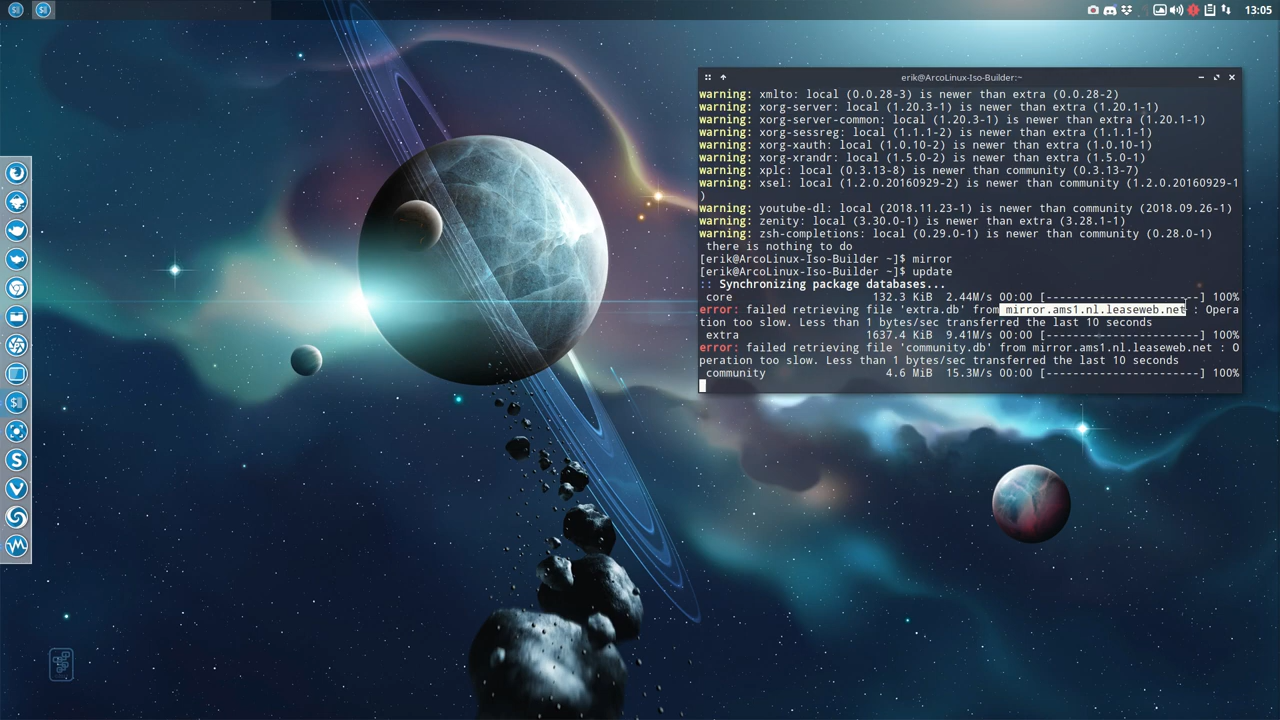 13:05
erik@ArcoLinux-Iso-Builder:~
warning: xmlto: local (0.0.28-3) is newer than extra (0.0.28-2)
warning: xorg-server: local (1.20.3-1) is newer than extra (1.20.1-1)
warning: xorg-server-common: local (1.20.3-1) is newer than extra (1.20.1-1)
warning: xorg-sessreg: local (1.1.1-2) is newer than extra (1.1.1-1)
warning: xorg-xauth: local (1.0.10-2) is newer than extra (1.0.10-1)
warning: xorg-xrandr: local (1.5.0-2) is newer than extra (1.5.0-1)
warning: xplc: local (0.3.13-8) is newer than community (0.3.13-7)
warning: xsel: local (1.2.0.20160929-2) is newer than community (1.2.0.20160929-1
)
warning: youtube-dl: local (2018.11.23-1) is newer than community (2018.09.26-1)
warning: zenity: local (3.30.0-1) is newer than extra (3.28.1-1)
warning: zsh-completions: local (0.29.0-1) is newer than community (0.28.0-1)
there is nothing to do
[erik@ArcoLinux-Iso-Builder ~]$ mirror
[erik@ArcoLinux-Iso-Builder ~]$ update
:: Synchronizing package databases...
core 132.3 KiB 2.44M/s 00:00 [------------------------] 100%
error: failed retrieving file 'extra.db' from mirror.ams1.nl.leaseweb.net : Opera
tion too slow. Less than 1 bytes/sec transferred the last 10 seconds
extra 1637.4 KiB 9.41M/s 00:00 [------------------------] 100%
error: failed retrieving file 'community.db' from mirror.ams1.nl.leaseweb.net : O
peration too slow. Less than 1 bytes/sec transferred the last 10 seconds
community 4.6 MiB 15.3M/s 00:00 [------------------------] 100%